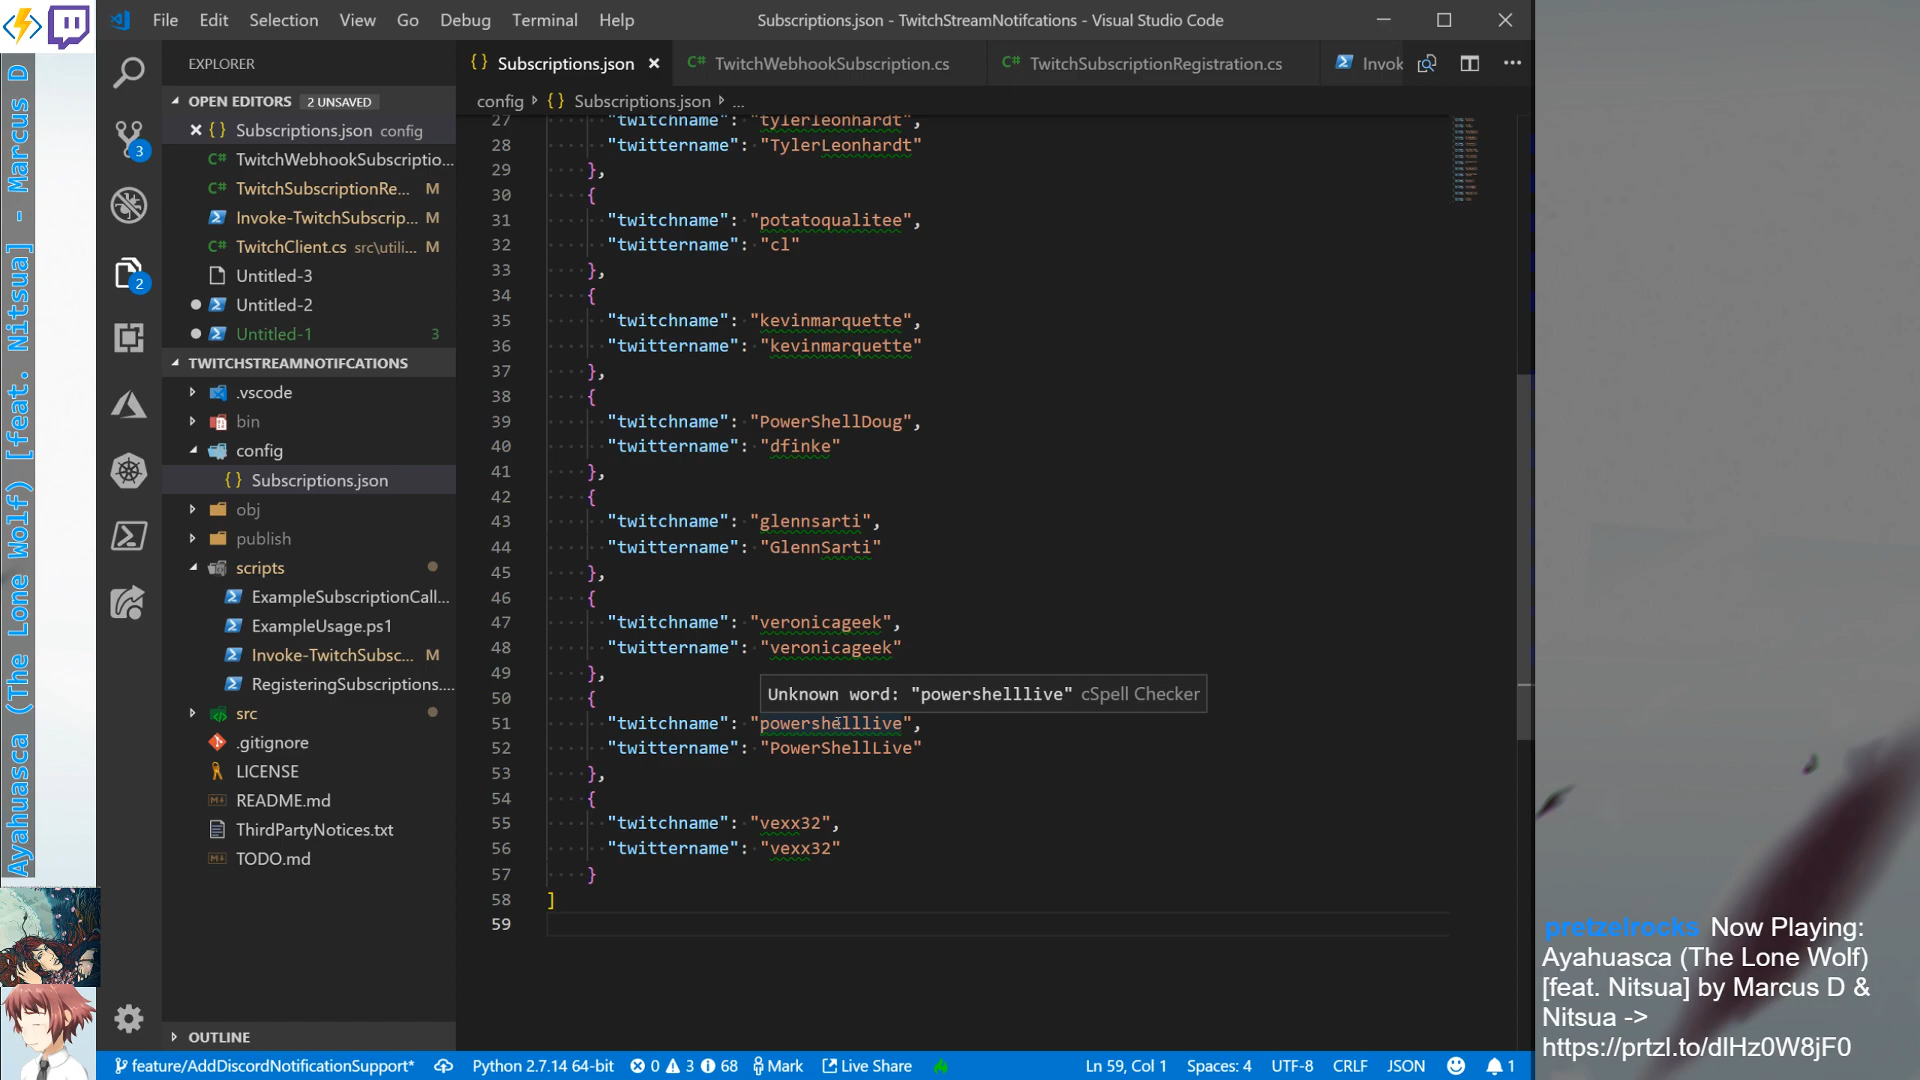 File Edit Selection View Go Debug Terminal Help
Subscriptions.json - TwitchStreamNotifcations - Visual Studio Code
EXPLORER
OPEN EDITORS 2 UNSAVED
Subscriptions.json config
C# TwitchWebhookSubscriptio...
C# TwitchSubscriptionRe... M
Invoke-TwitchSubscrip... M
C# TwitchClient.cs src\utili... M
Untitled-3
Untitled-2
Untitled-1 3
TWITCHSTREAMNOTIFCATIONS
.vscode
bin
config
{} Subscriptions.json
obj
publish
scripts
ExampleSubscriptionCall...
ExampleUsage.ps1
Invoke-TwitchSubsc... M
RegisteringSubscriptions....
src
.gitignore
LICENSE
README.md
ThirdPartyNotices.txt
TODO.md
OUTLINE
3
2
{} Subscriptions.json
C# TwitchWebhookSubscription.cs
C# TwitchSubscriptionRegistration.cs
Invok
config > {} Subscriptions.json > ...
27 "twitchname": "tylerleonhardt",
28 "twittername": "TylerLeonhardt"
29 },
30 {
31 "twitchname": "potatoqualitee",
32 "twittername": "cl"
33 },
34 {
35 "twitchname": "kevinmarquette",
36 "twittername": "kevinmarquette"
37 },
38 {
39 "twitchname": "PowerShellDoug",
40 "twittername": "dfinke"
41 },
42 {
43 "twitchname": "glennsarti",
44 "twittername": "GlennSarti"
45 },
46 {
47 "twitchname": "veronicageek",
48 "twittername": "veronicageek"
49 },
50 {
Unknown word: "powershelllive" cSpell Checker
51 "twitchname": "powershelllive",
52 "twittername": "PowerShellLive"
53 },
54 {
55 "twitchname": "vexx32",
56 "twittername": "vexx32"
57 }
58 ]
59
feature/AddDiscordNotificationSupport* Python 2.7.14 64-bit 0 3 68 Mark Live Share Ln 59, Col 1 Spaces: 4 UTF-8 CRLF JSON 1
Ayahuasca (The Lone Wolf) [feat. Nitsua] - Marcus D
pretzelrocks Now Playing:
Ayahuasca (The Lone Wolf)
[feat. Nitsua] by Marcus D &
Nitsua ->
https://prtzl.to/dlHz0W8jF0